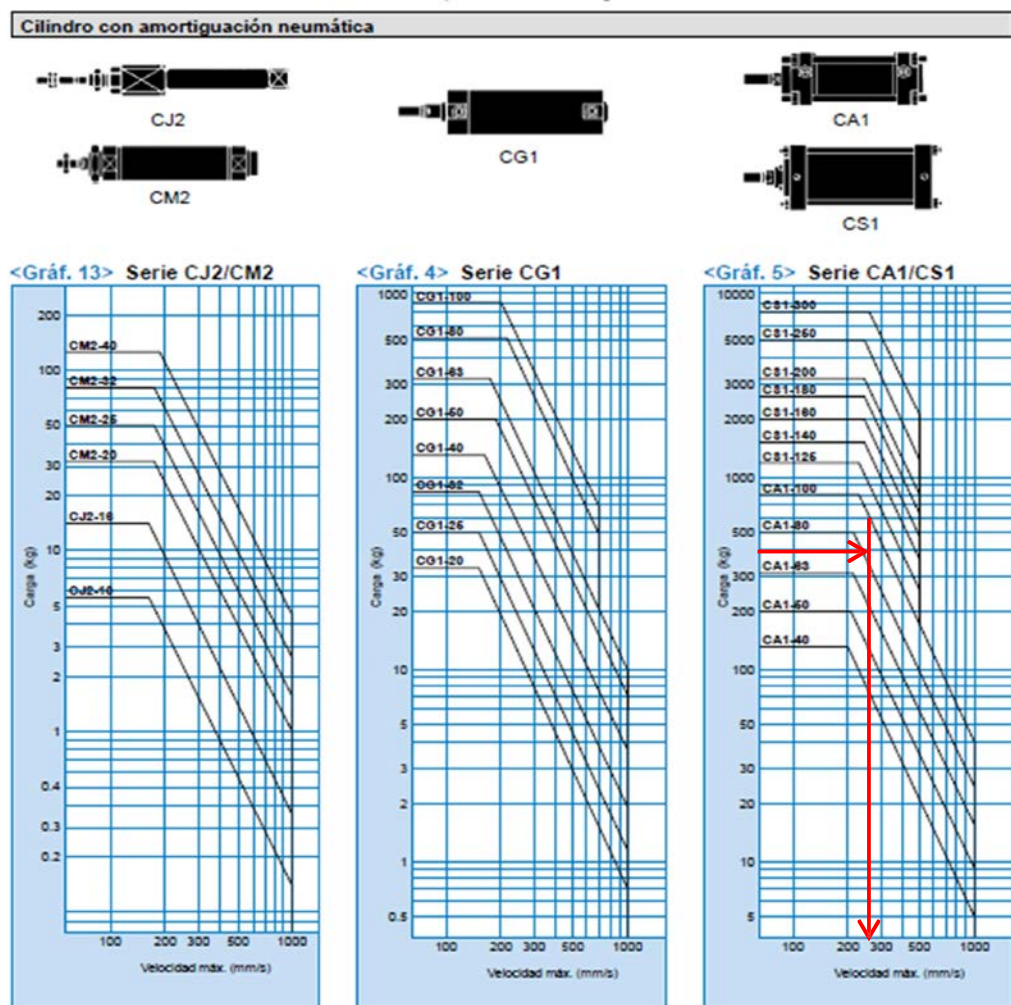 Cilindro con amortiguación neumática
CJ2
CM2
CG1
CA1
CS1
<Gráf. 13> Serie CJ2/CM2
200
100
50
30
20
10
5
3
2
1
0.4
0.3
0.2
CM2-40
CM2-32
CM2-25
CM2-20
CJ2-16
CJ2-10
Carga (kg)
100 200 300 500 1000
Velocidad máx. (mm/s)
<Gráf. 4> Serie CG1
1000
500
300
200
100
50
30
20
10
5
3
2
1
0.5
CG1-100
CG1-80
CG1-63
CG1-50
CG1-40
CG1-32
CG1-25
CG1-20
Carga (kg)
100 200 300 500 1000
Velocidad máx. (mm/s)
<Gráf. 5> Serie CA1/CS1
10000
5000
3000
2000
1000
500
300
200
100
50
30
20
10
5
CS1-300
CS1-250
CS1-200
CS1-180
CS1-160
CS1-140
CS1-125
CA1-100
CA1-80
CA1-63
CA1-50
CA1-40
Carga (kg)
100 200 300 500 1000
Velocidad máx. (mm/s)